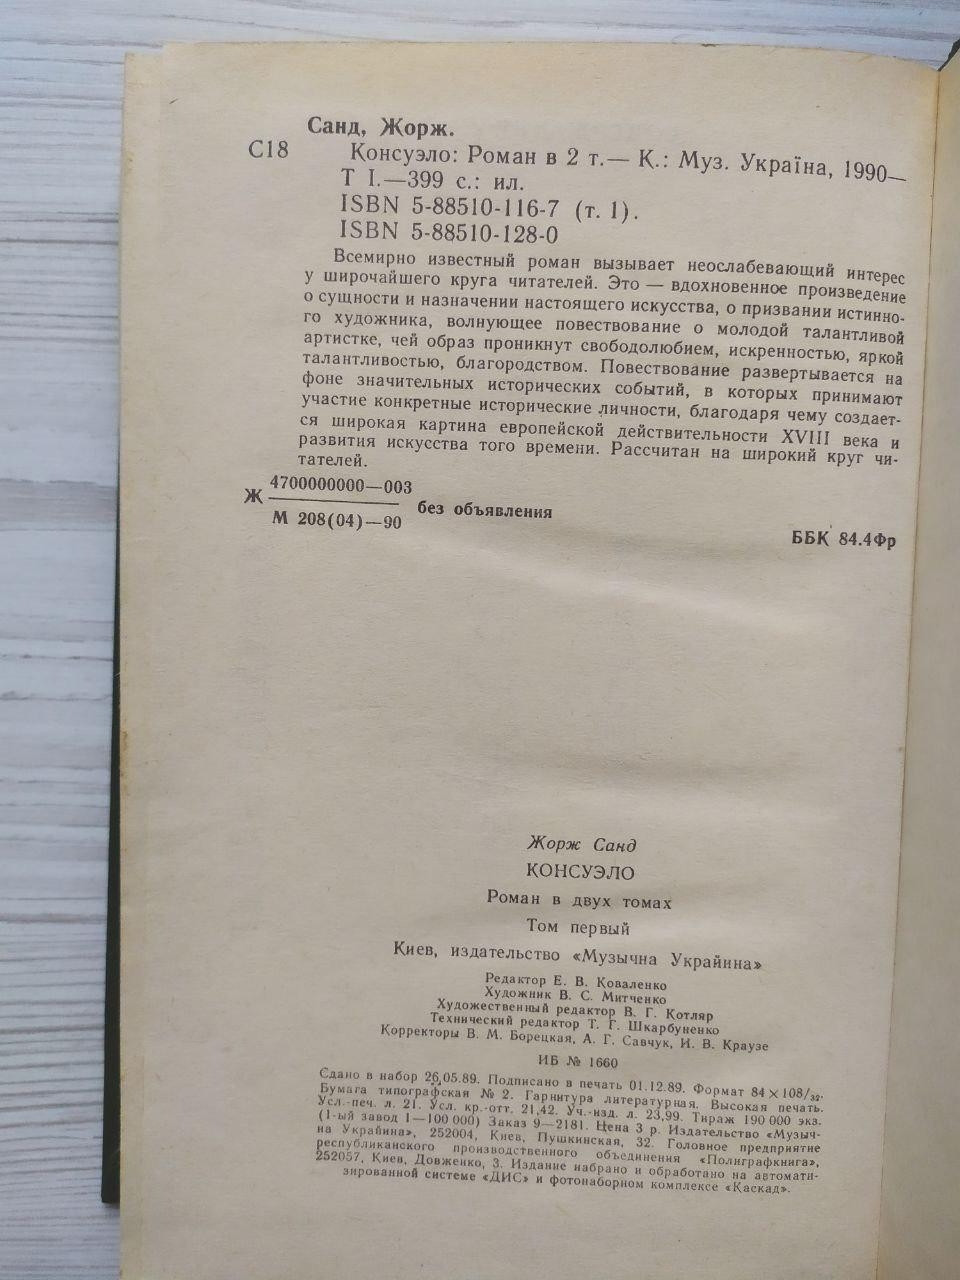 Санд, Жорж.
С18 Консуэло: Роман в 2 т.— К.: Муз. Україна, 1990—
Т I.—399 с.: ил.
ISBN 5-88510-116-7 (т. 1).
ISBN 5-88510-128-0
Всемирно известный роман вызывает неослабевающий интерес
у широчайшего круга читателей. Это — вдохновенное произведение
о сущности и назначении настоящего искусства, о призвании истинно-
го художника, волнующее повествование о молодой талантливой
артистке, чей образ проникнут свободолюбием, искренностью, яркой
талантливостью, благородством. Повествование развертывается на
фоне значительных исторических событий, в которых принимают
участие конкретные исторические личности, благодаря чему создает-
ся широкая картина европейской действительности XVIII века и
развития искусства того времени. Рассчитан на широкий круг чи-
тателей.
4700000000—003
Ж без объявления
М 208(04)—90
ББК 84.4Фр
Жорж Санд
КОНСУЭЛО
Роман в двух томах
Том первый
Киев, издательство «Музычна Украйина»
Редактор Е. В. Коваленко
Художник В. С. Митченко
Художественный редактор В. Г. Котляр
Технический редактор Т. Г. Шкарбуненко
Корректоры В. М. Борецкая, А. Г. Савчук, И. В. Краузе
ИБ № 1660
Сдано в набор 26.05.89. Подписано в печать 01.12.89. Формат 84×108/32.
Бумага типографская № 2. Гарнитура литературная. Высокая печать.
Усл.-печ. л. 21. Усл. кр.-отт. 21,42. Уч.-изд. л. 23,99. Тираж 190 000 экз.
(1-ый завод 1—100 000) Заказ 9—2181. Цена 3 р. Издательство «Музыч-
на Украйина», 252004, Киев, Пушкинская, 32. Головное предприятие
республиканского производственного объединения «Полиграфкнига»,
252057, Киев, Довженко, 3. Издание набрано и обработано на автомати-
зированной системе «ДИС» и фотонаборном комплексе «Каскад».